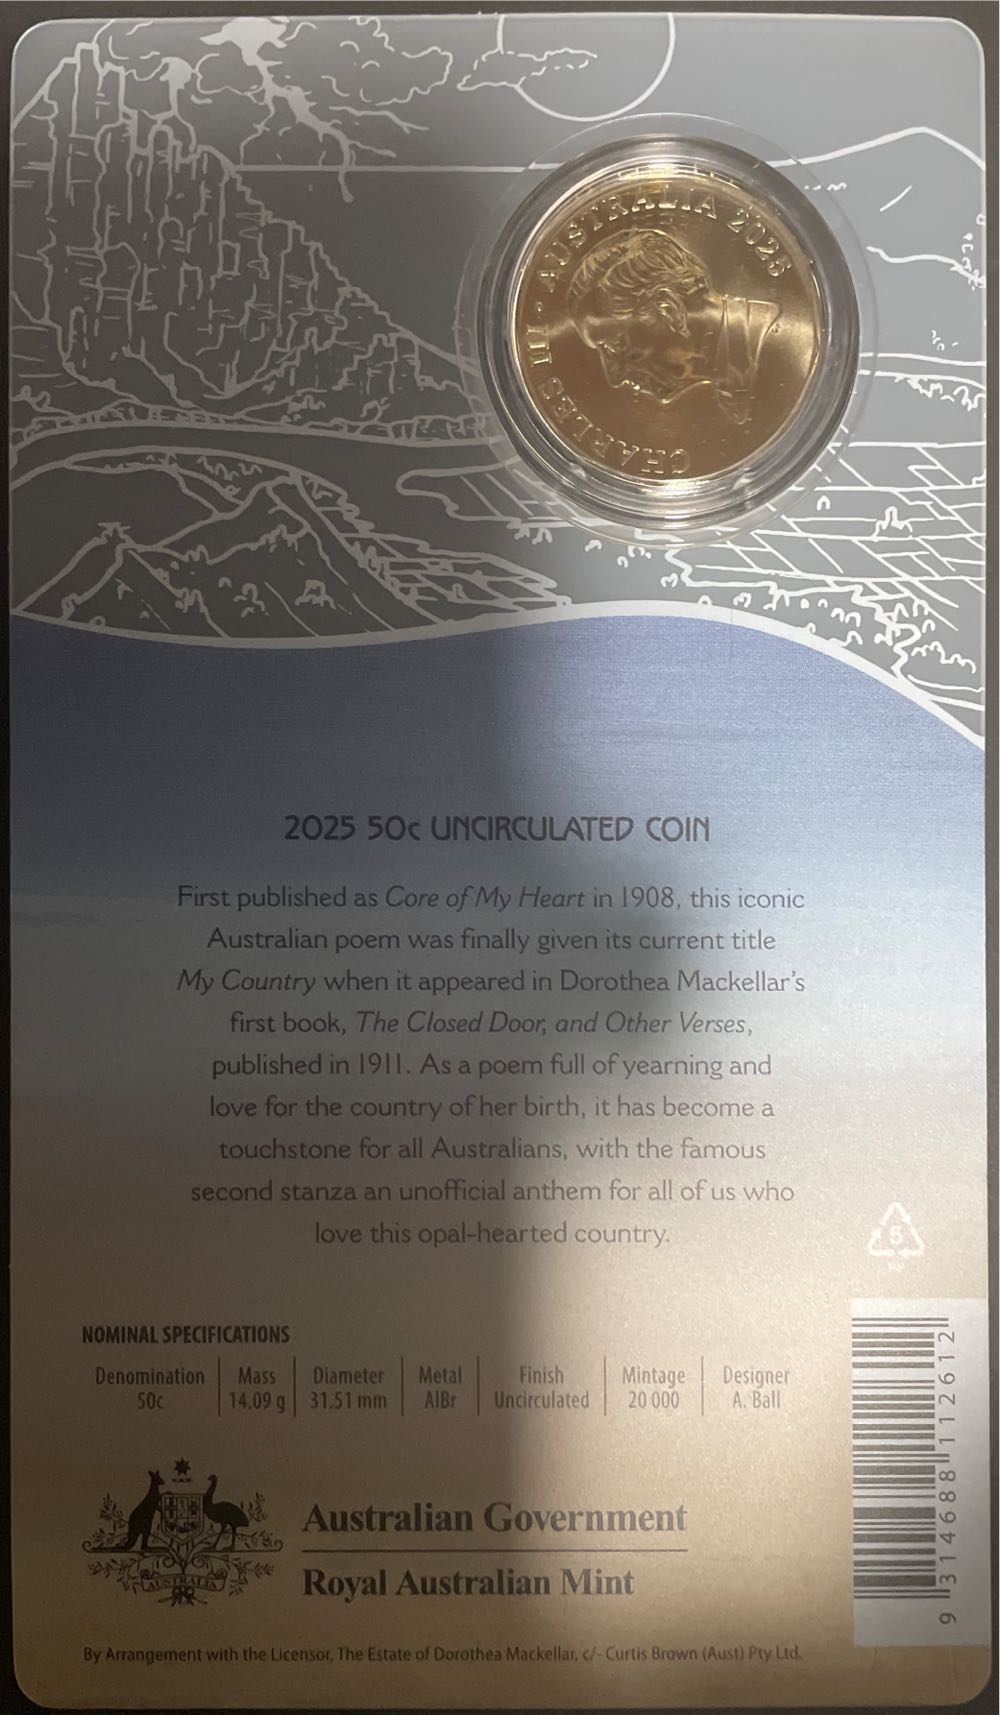 CHARLES III · AUSTRALIA 2025
2025 50c UNCIRCULATED COIN
First published as Core of My Heart in 1908, this iconic
Australian poem was finally given its current title
My Country when it appeared in Dorothea Mackellar's
first book, The Closed Door, and Other Verses,
published in 1911. As a poem full of yearning and
love for the country of her birth, it has become a
touchstone for all Australians, with the famous
second stanza an unofficial anthem for all of us who
love this opal-hearted country.
5
NOMINAL SPECIFICATIONS
Denomination Mass Diameter Metal Finish Mintage Designer
50c 14.09 g 31.51 mm AlBr Uncirculated 20 000 A. Ball
AUSTRALIA
Australian Government
Royal Australian Mint
9 314688 112612
By Arrangement with the Licensor, The Estate of Dorothea Mackellar, c/- Curtis Brown (Aust) Pty Ltd.